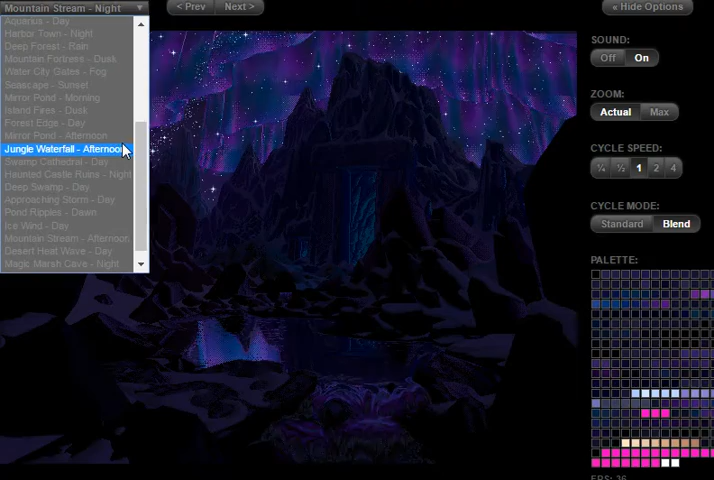 Mountain Stream - Night
< Prev
Next >
« Hide Options
Aquarius - Day
Harbor Town - Night
Deep Forest - Rain
Mountain Fortress - Dusk
Water City Gates - Fog
Seascape - Sunset
Mirror Pond - Morning
Island Fires - Dusk
Forest Edge - Day
Mirror Pond - Afternoon
Jungle Waterfall - Afternoon
Swamp Cathedral - Day
Haunted Castle Ruins - Night
Deep Swamp - Day
Approaching Storm - Day
Pond Ripples - Dawn
Ice Wind - Day
Mountain Stream - Afternoon
Desert Heat Wave - Day
Magic Marsh Cave - Night
SOUND:
Off On
ZOOM:
Actual Max
CYCLE SPEED:
¼ ½ 1 2 4
CYCLE MODE:
Standard Blend
PALETTE:
FPS: 36